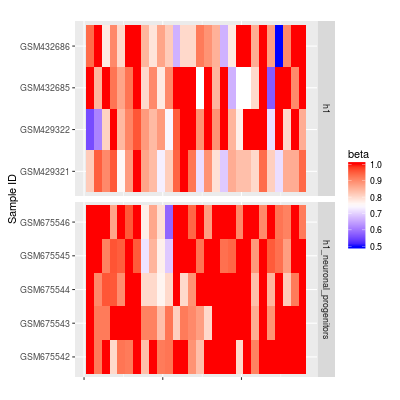 GSM432686
GSM432685
GSM429322
GSM429321
h1
GSM675546
GSM675545
GSM675544
GSM675543
GSM675542
h1_neuronal_progenitors
Sample ID
beta
1.0
0.9
0.8
0.7
0.6
0.5